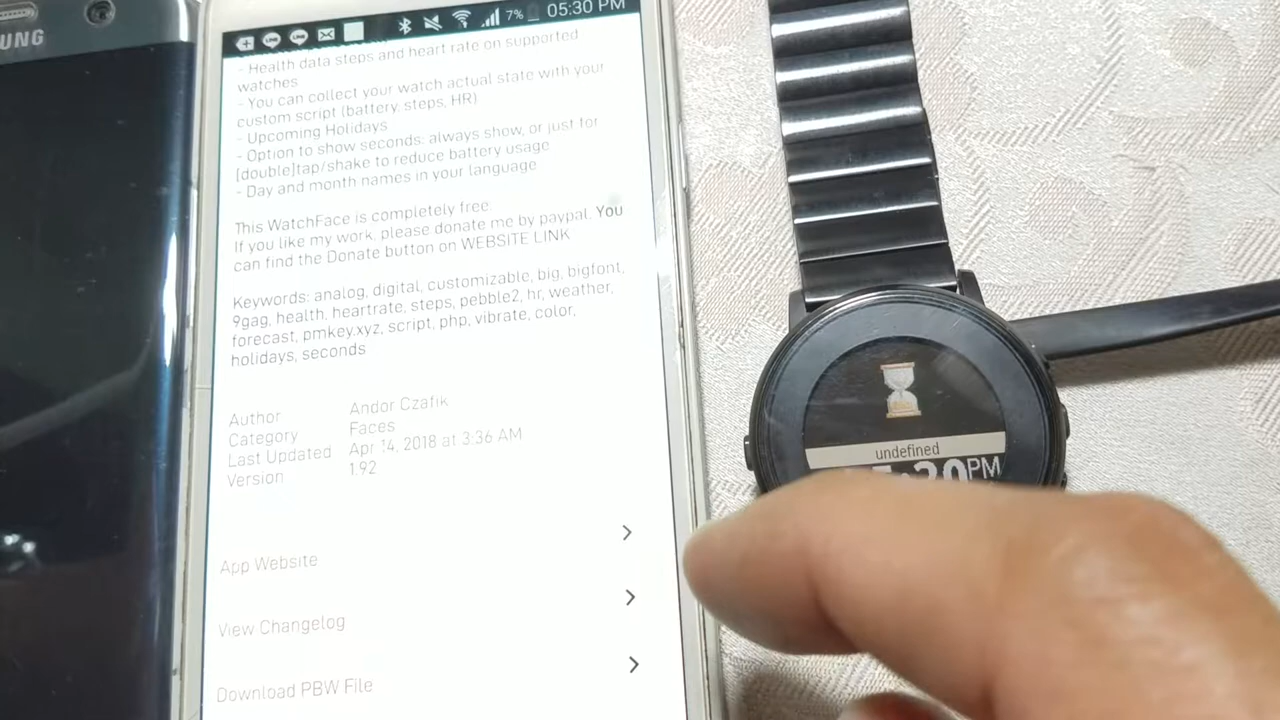 UNG
7% 05:30 PM
- Health data steps and heart rate on supported
watches
- You can collect your watch actual state with your
custom script (battery, steps, HR)
- Upcoming Holidays
- Option to show seconds: always show, or just for
[double]tap/shake to reduce battery usage
- Day and month names in your language
This WatchFace is completely free.
If you like my work, please donate me by paypal. You
can find the Donate button on WEBSITE LINK
Keywords: analog, digital, customizable, big, bigfont,
9gag, health, heartrate, steps, pebble2, hr, weather,
forecast, pmkey.xyz, script, php, vibrate, color,
holidays, seconds
Author Andor Czafik
Category Faces
Last Updated Apr 14, 2018 at 3:36 AM
Version 1.92
App Website
View Changelog
Download PBW File
undefined
PM